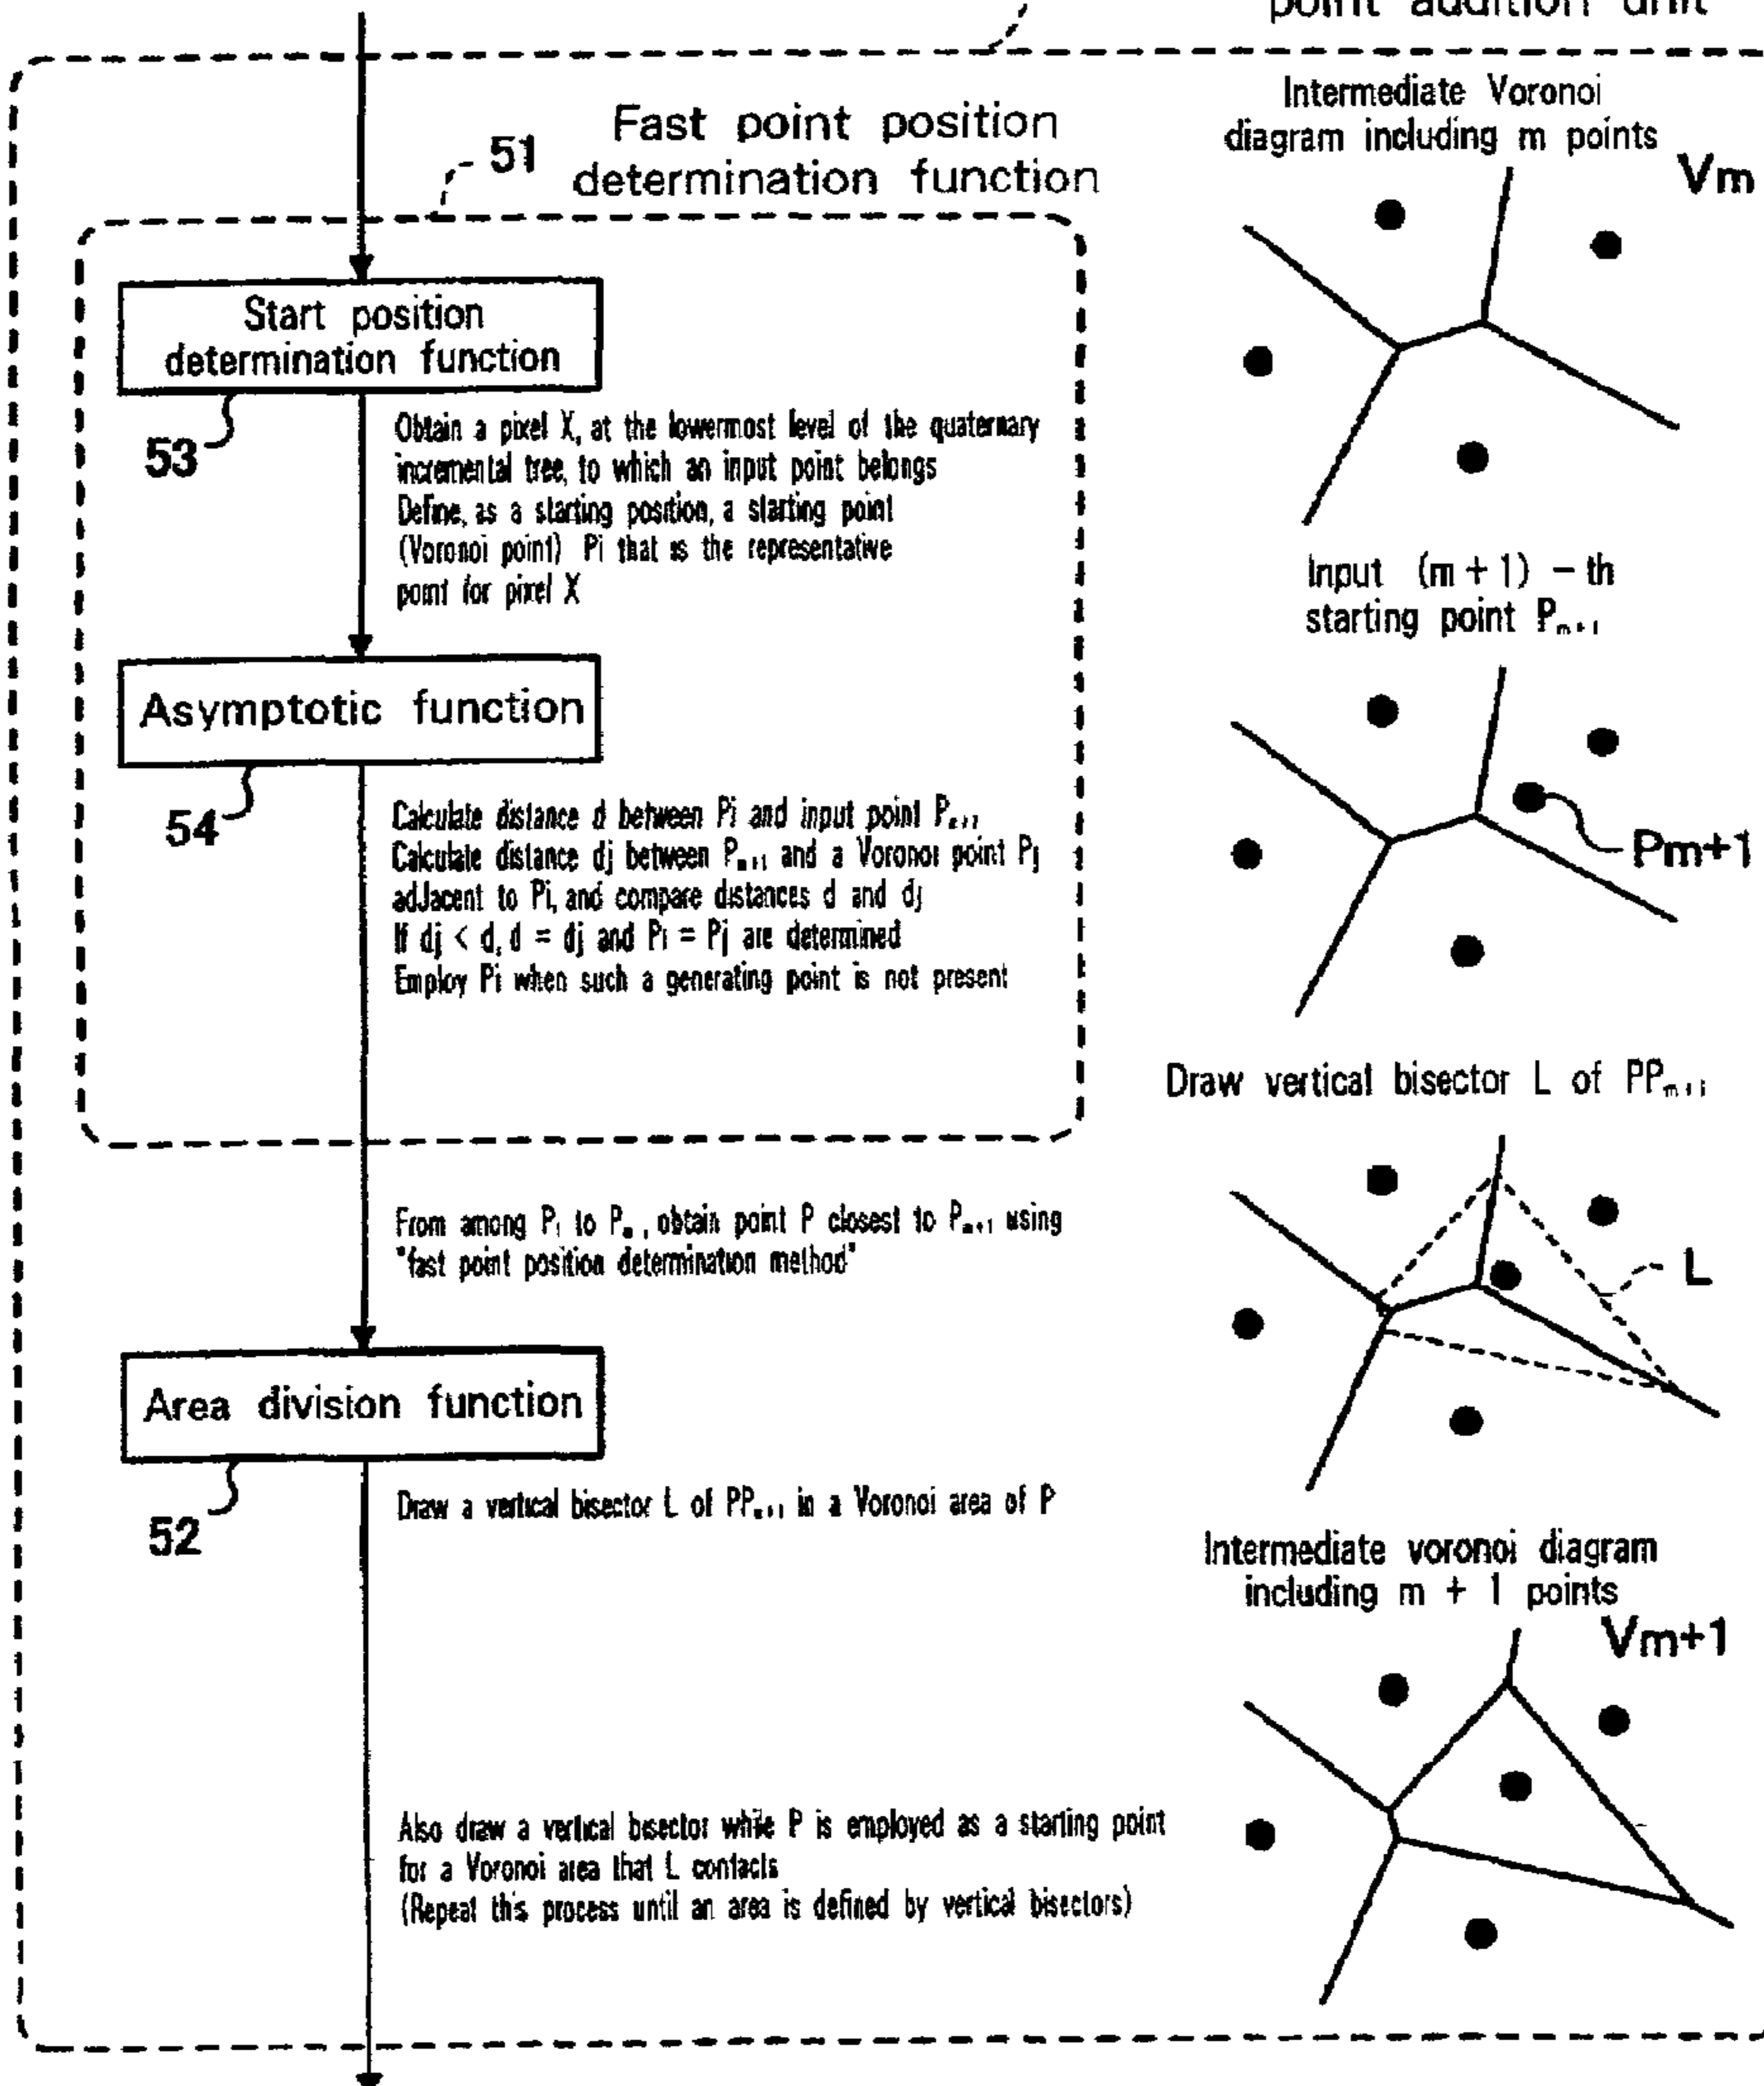 point addition unit
Fast point position
determination function
51
Start position
determination function
53
Obtain a pixel X, at the lowermost level of the quaternary
incremental tree, to which an input point belongs
Define, as a starting position, a starting point
(Voronoi point) Pi that is the representative
point for pixel X
Asymptotic function
54
Calculate distance d between Pi and input point Pm+1
Calculate distance dj between Pm+1 and a Voronoi point Pj
adJacent to Pi, and compare distances d and dj
If dj < d, d = dj and Pi = Pj are determined
Employ Pi when such a generating point is not present
From among P1 to Pm, obtain point P closest to Pm+1 using
"fast point position determination method"
Area division function
52
Draw a vertical bisector L of PPm+1 in a Voronoi area of P
Also draw a vertical bisector while P is employed as a starting point
for a Voronoi area that L contacts
(Repeat this process until an area is defined by vertical bisectors)
Intermediate Voronoi
diagram including m points
Vm
Input (m + 1) - th
starting point Pm+1
Pm+1
Draw vertical bisector L of PPm+1
L
Intermediate voronoi diagram
including m + 1 points
Vm+1